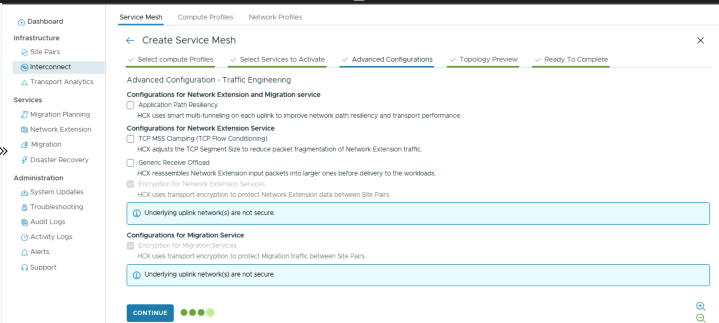 Service Mesh
Compute Profiles
Network Profiles
Dashboard
Infrastructure
Site Pairs
Interconnect
Transport Analytics
Services
Migration Planning
Network Extension
Migration
Disaster Recovery
Administration
System Updates
Troubleshooting
Audit Logs
Activity Logs
Alerts
Support
Create Service Mesh
Select compute Profiles
Select Services to Activate
Advanced Configurations
Topology Preview
Ready To Complete
Advanced Configuration - Traffic Engineering
Configurations for Network Extension and Migration service
Application Path Resiliency
HCX uses smart multi-tunneling on each uplink to improve network path resiliency and transport performance.
Configurations for Network Extension Service
TCP MSS Clamping (TCP Flow Conditioning)
HCX adjusts the TCP Segment Size to reduce packet fragmentation of Network Extension traffic.
Generic Receive Offload
HCX reassembles Network Extension input packets into larger ones before delivery to the workloads.
Encryption for Network Extension Services
HCX uses transport encryption to protect Network Extension data between Site Pairs.
Underlying uplink network(s) are not secure.
Configurations for Migration Service
Encryption for Migration Services
HCX uses transport encryption to protect Migration traffic between Site Pairs.
Underlying uplink network(s) are not secure.
CONTINUE